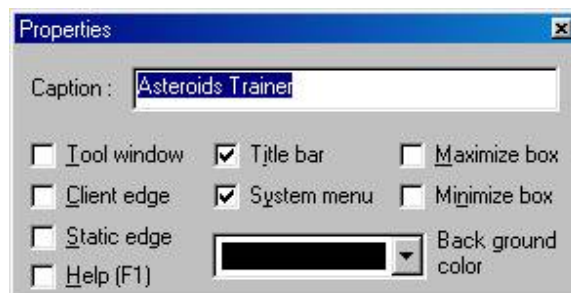 Properties
Caption : Asteroids Trainer
Tool window Title bar Maximize box
Client edge System menu Minimize box
Static edge
Back ground color
Help (F1)